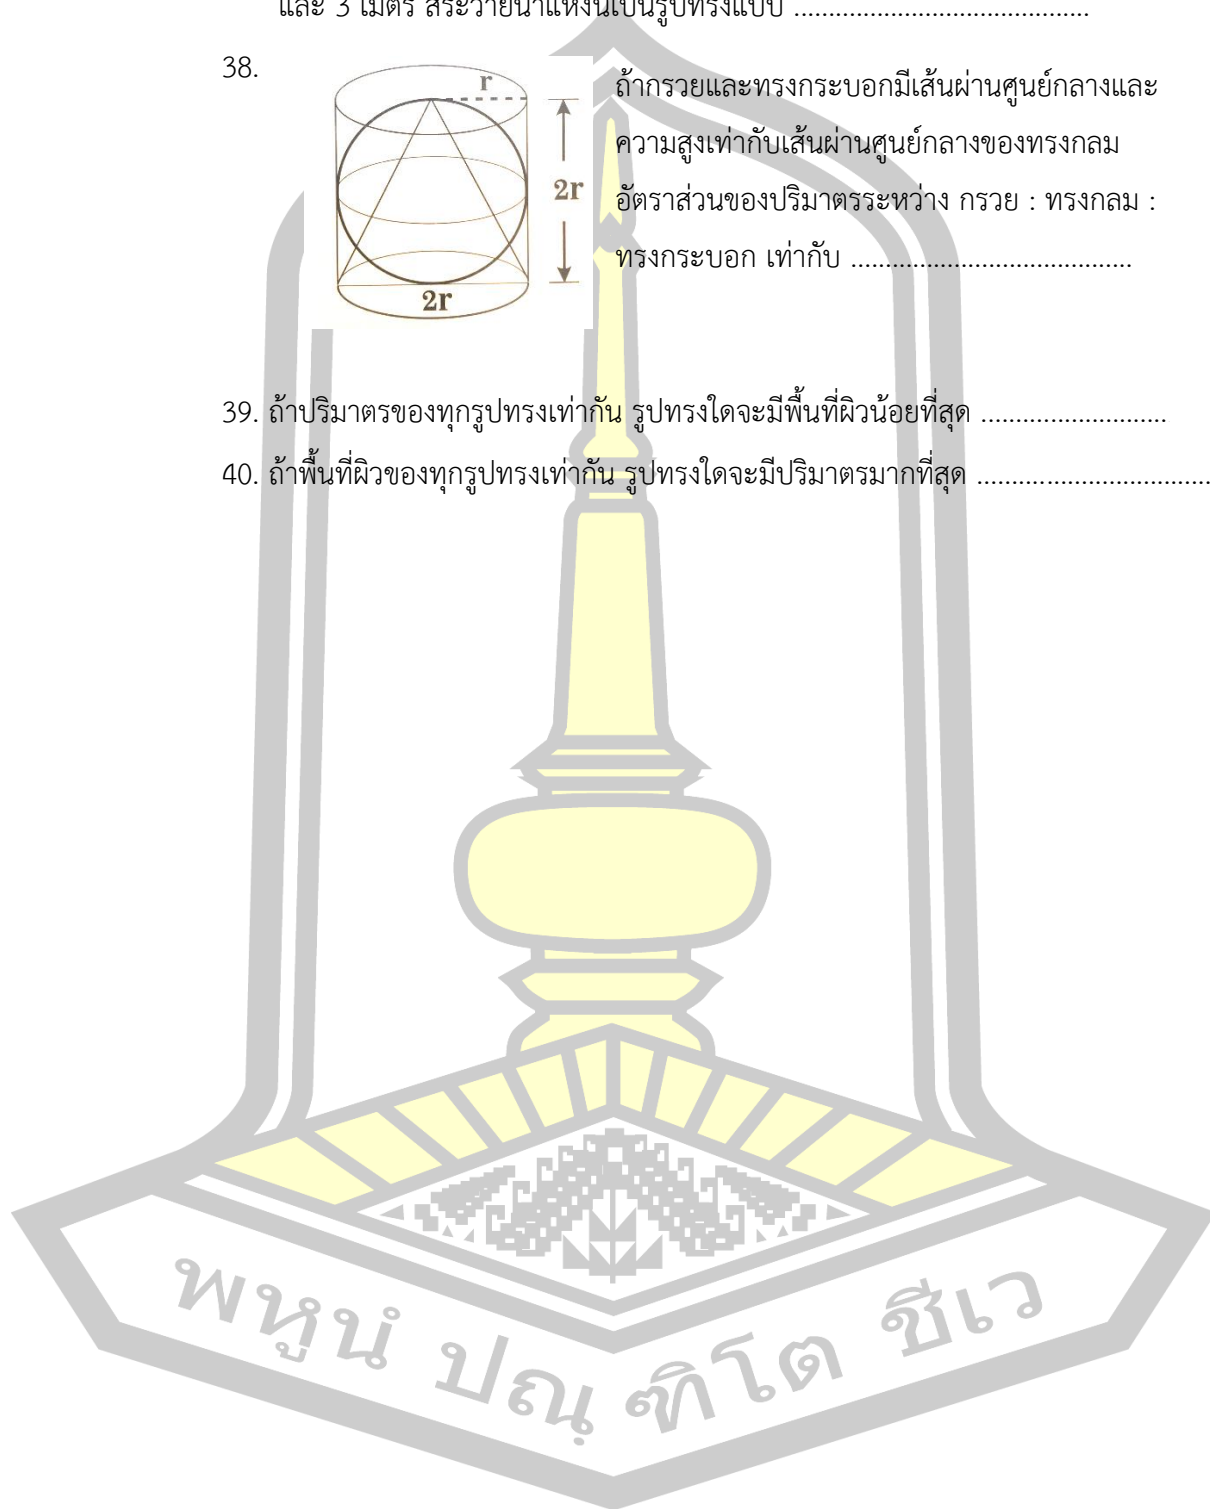 และ 3 เมตร สระว่ายน้ำแห่งนี้เป็นรูปทรงแบบ ..........................................
38.
r
2r
2r
ถ้ากรวยและทรงกระบอกมีเส้นผ่านศูนย์กลางและ
ความสูงเท่ากับเส้นผ่านศูนย์กลางของทรงกลม
อัตราส่วนของปริมาตรระหว่าง กรวย : ทรงกลม :
ทรงกระบอก เท่ากับ ........................................
39. ถ้าปริมาตรของทุกรูปทรงเท่ากัน รูปทรงใดจะมีพื้นที่ผิวน้อยที่สุด ...........................
40. ถ้าพื้นที่ผิวของทุกรูปทรงเท่ากัน รูปทรงใดจะมีปริมาตรมากที่สุด ..................................
พหูนํ ปณฺฑิโต ชีเว